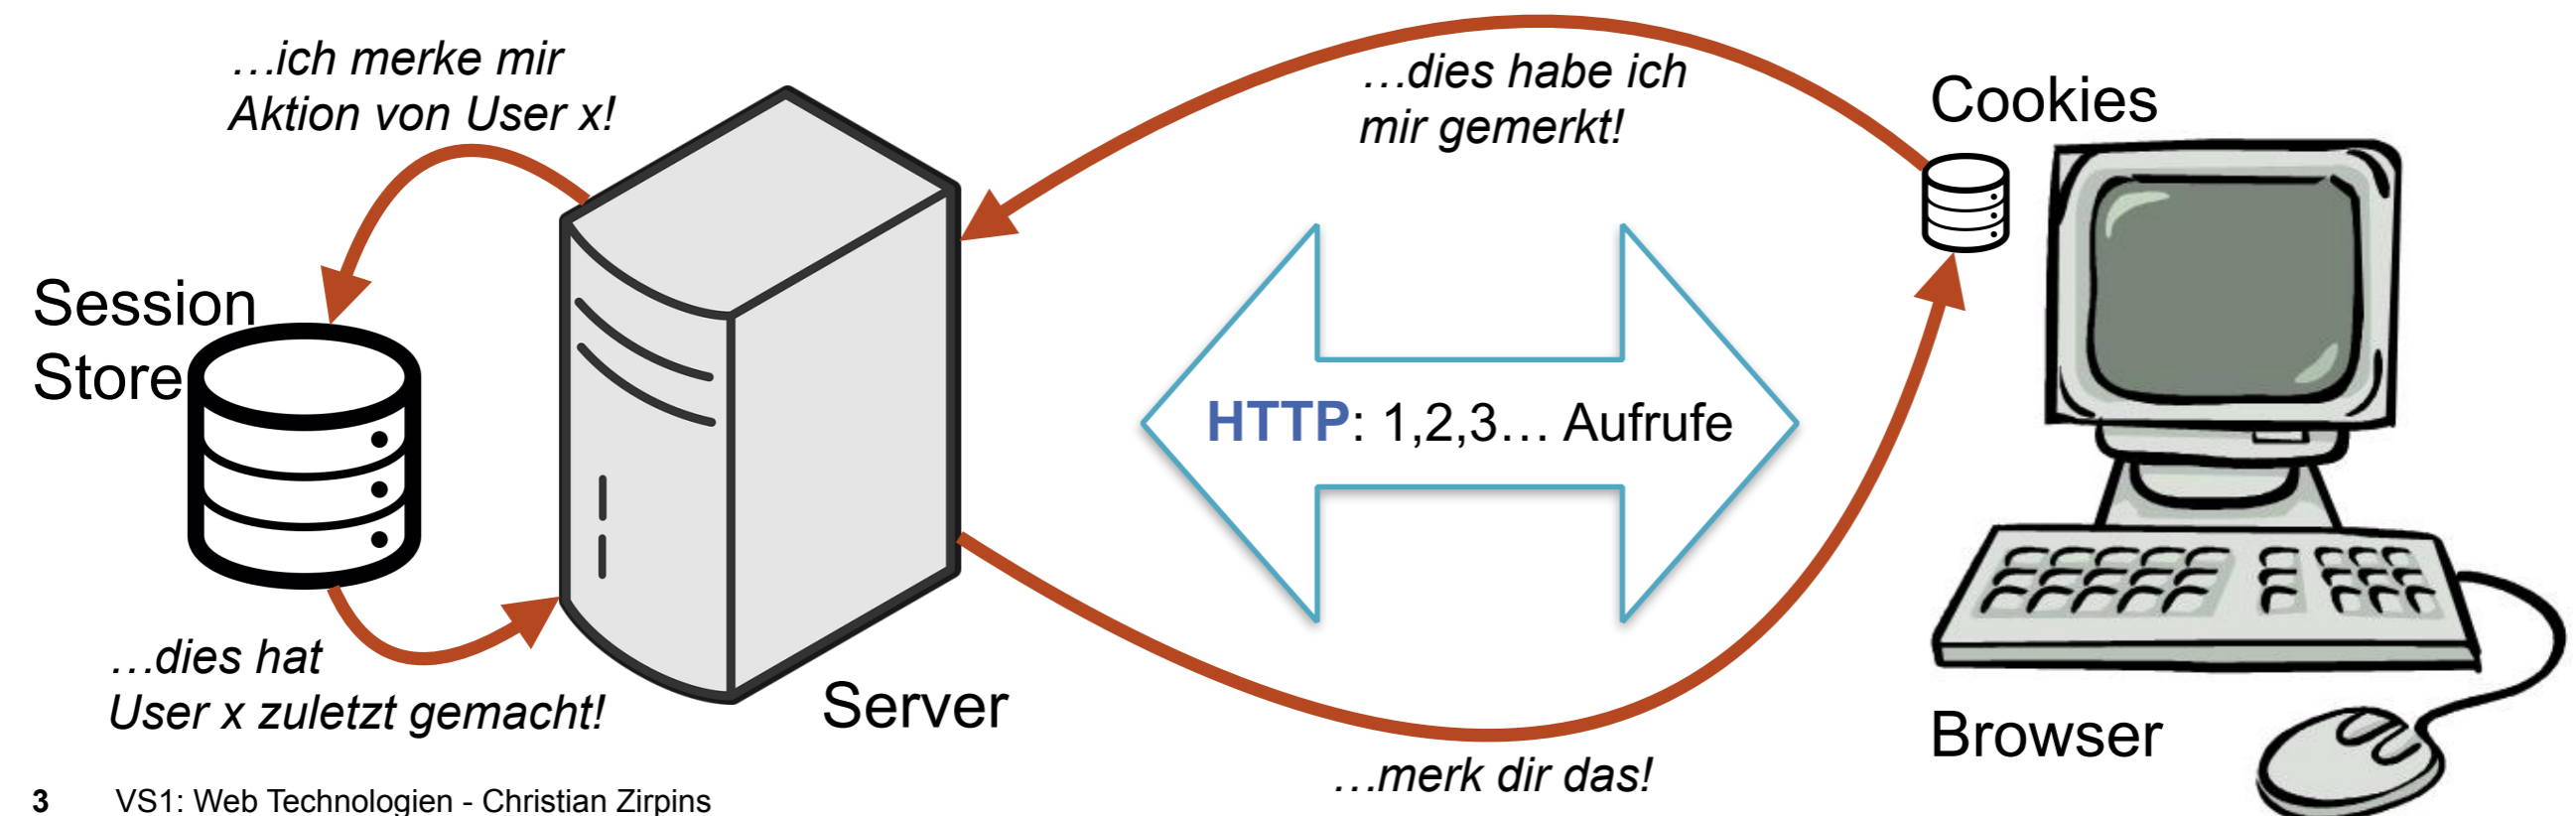 …ich merke mir
Aktion von User x!
…dies habe ich
mir gemerkt!
Cookies
Session
Store
HTTP: 1,2,3… Aufrufe
…dies hat
User x zuletzt gemacht!
Server
Browser
…merk dir das!
3 VS1: Web Technologien - Christian Zirpins